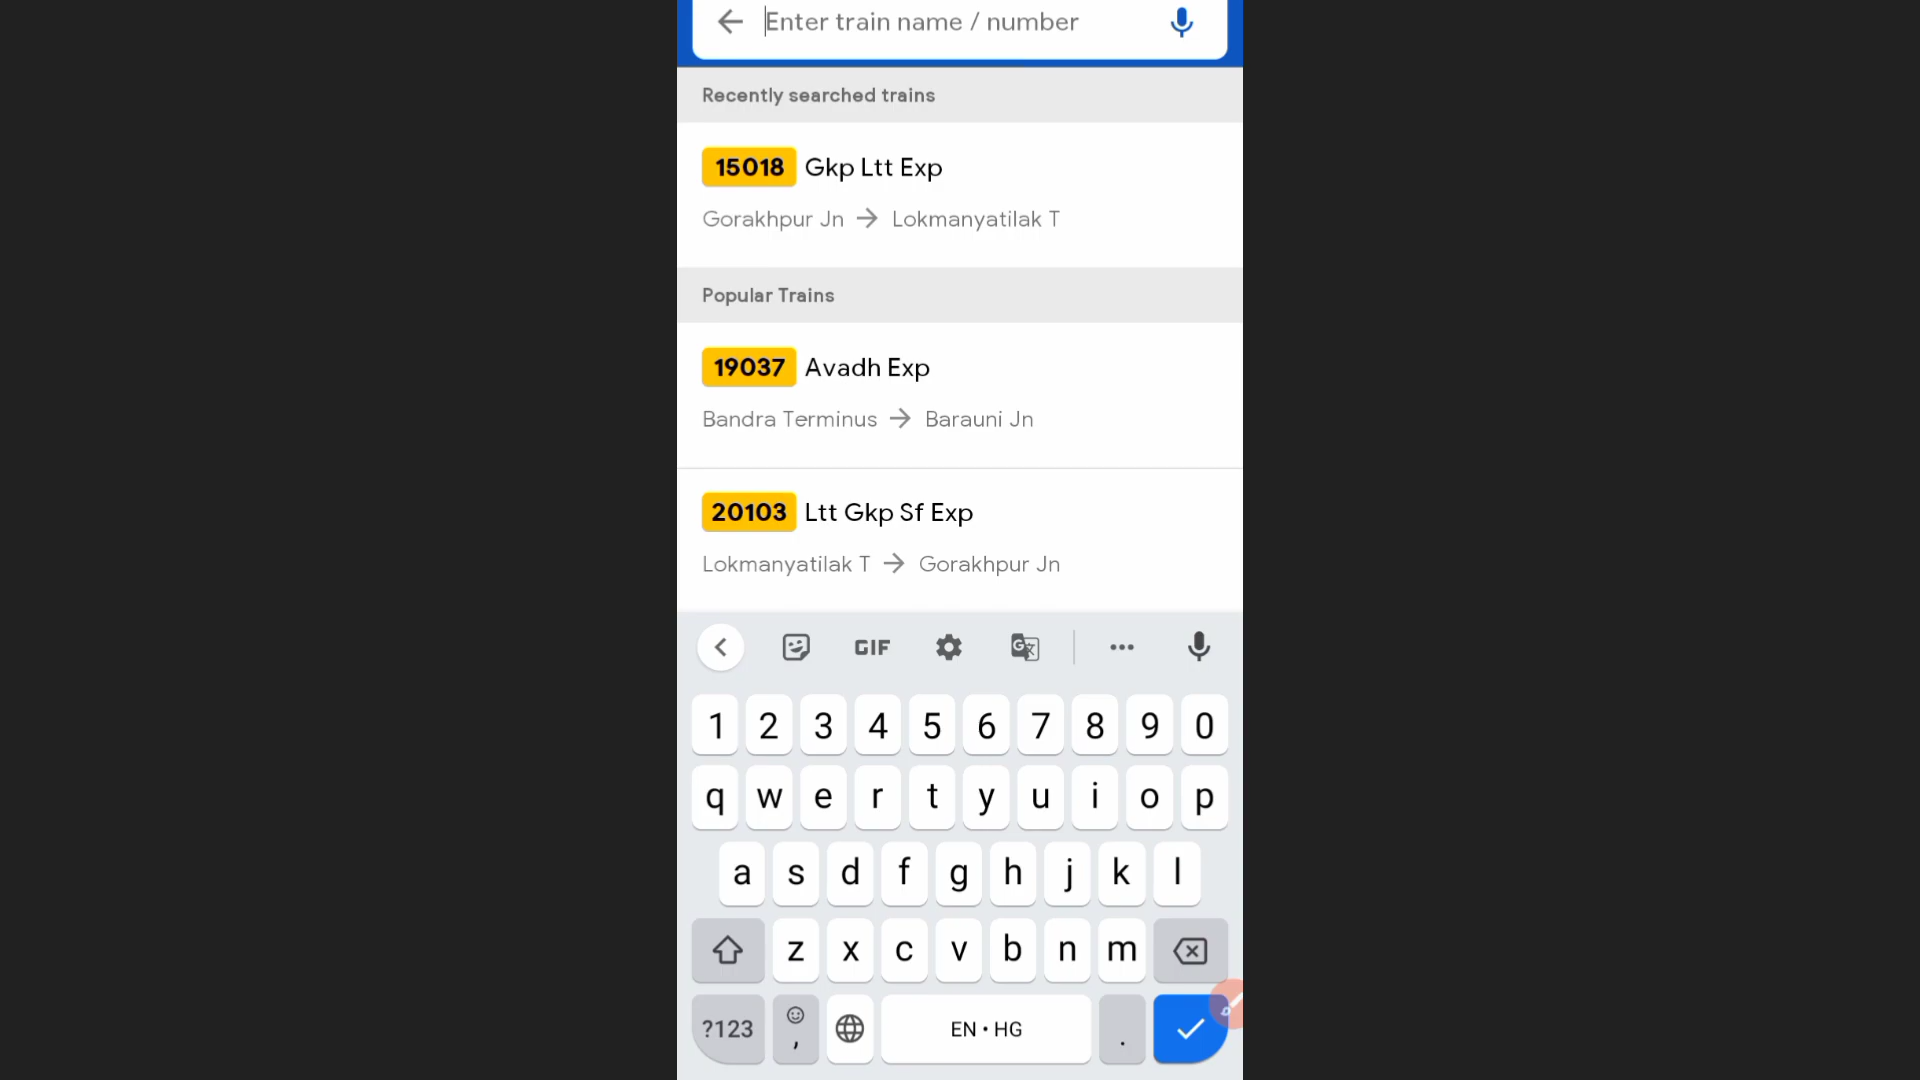 Enter train name / number
Recently searched trains
15018 Gkp Ltt Exp
Gorakhpur Jn → Lokmanyatilak T
Popular Trains
19037 Avadh Exp
Bandra Terminus → Barauni Jn
20103 Ltt Gkp Sf Exp
Lokmanyatilak T → Gorakhpur Jn
GIF
1 2 3 4 5 6 7 8 9 0
q w e r t y u i o p
a s d f g h j k l
z x c v b n m
?123 , EN • HG .